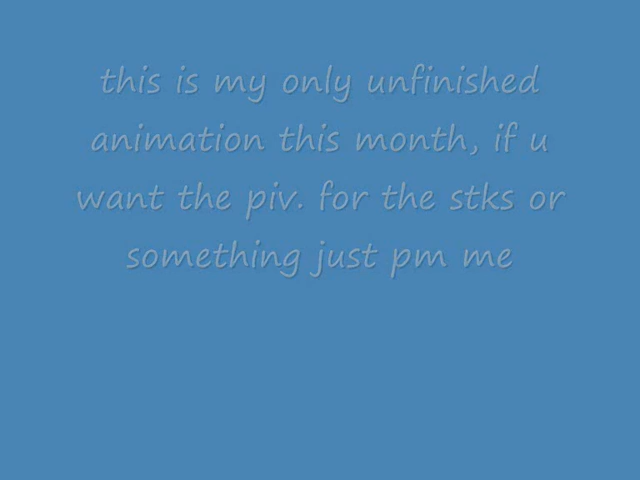 this is my only unfinished
animation this month, if u
want the piv. for the stks or
something just pm me